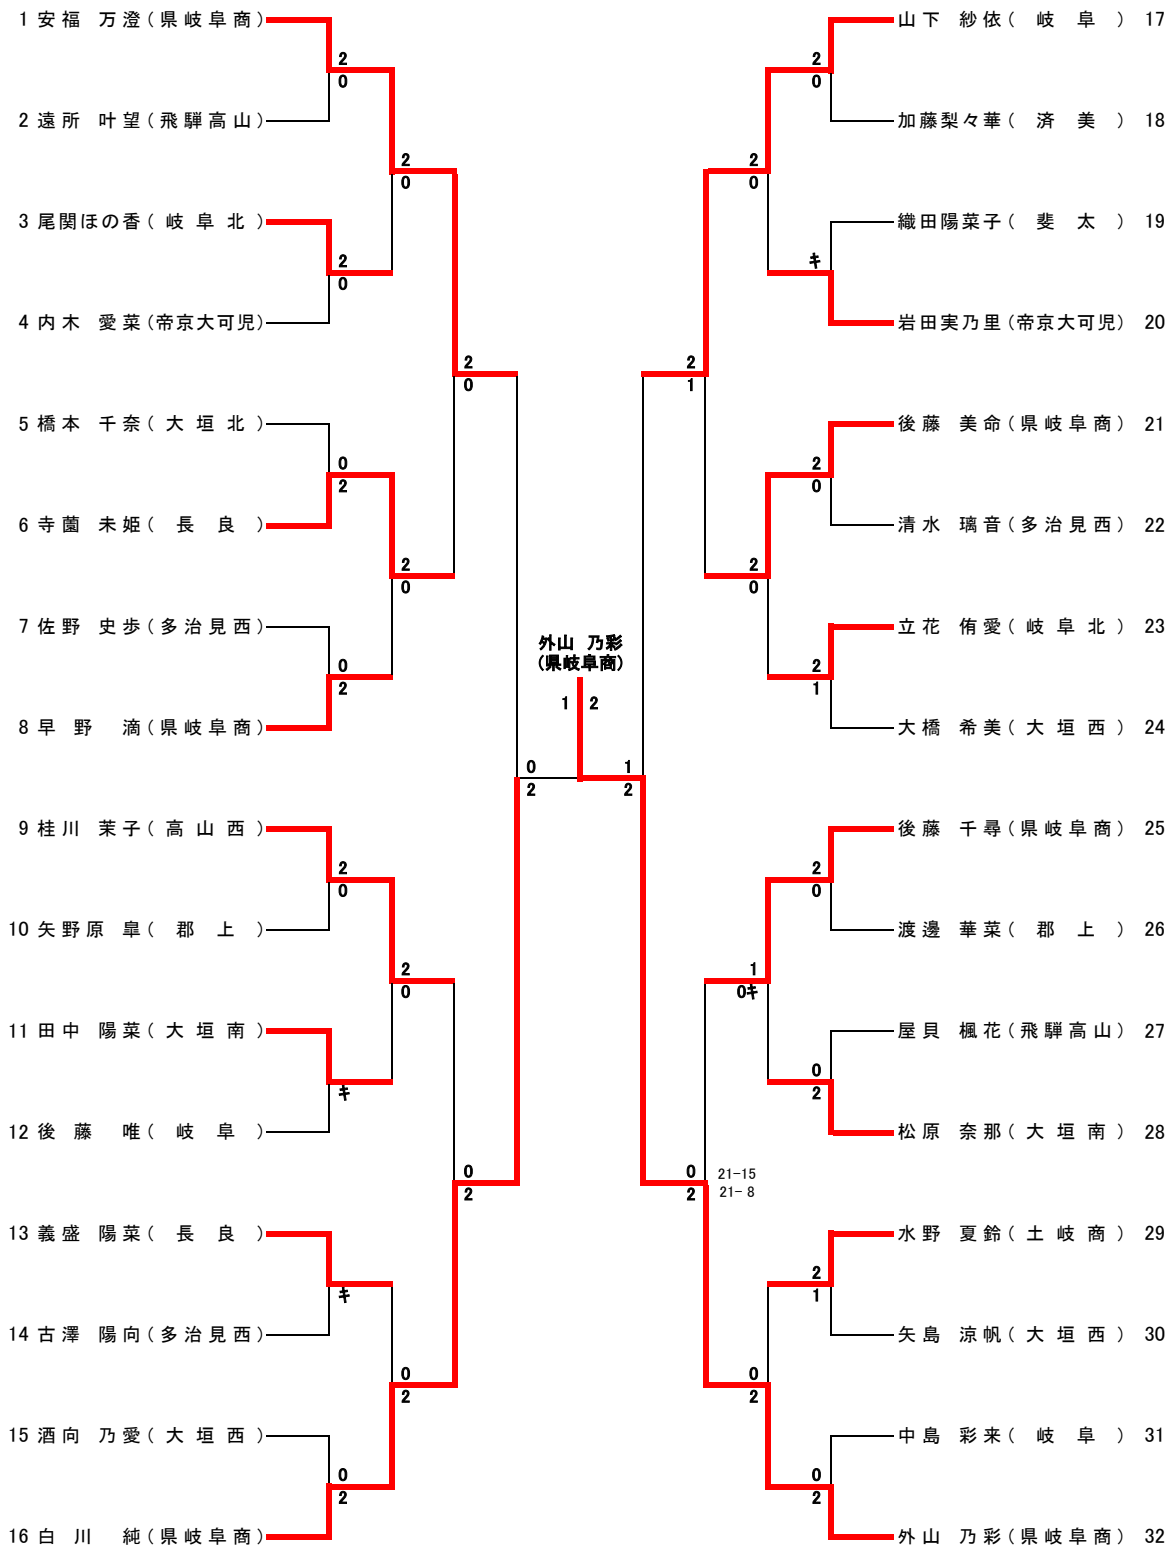 1 安福 万澄(県岐阜商)
山下 紗依( 岐 阜 ) 17
2
0
2
0
2 遠所 叶望(飛騨高山)
加藤梨々華( 済 美 ) 18
2
0
2
0
3 尾関ほの香( 岐 阜 北 )
織田陽菜子( 斐 太 ) 19
2
0
キ
4 内木 愛菜(帝京大可児)
岩田実乃里(帝京大可児) 20
2
0
2
1
5 橋本 千奈( 大 垣 北 )
後藤 美命(県岐阜商) 21
0
2
2
0
6 寺薗 未姫( 長 良 )
清水 璃音(多治見西) 22
2
0
2
0
7 佐野 史歩(多治見西)
立花 侑愛( 岐 阜 北 ) 23
外山 乃彩
(県岐阜商)
0
2
2
1
1 2
8 早 野 滴(県岐阜商)
大橋 希美( 大 垣 西 ) 24
0
2
1
2
9 桂川 茉子( 高 山 西 )
後藤 千尋(県岐阜商) 25
2
0
2
0
10 矢野原 皐( 郡 上 )
渡邊 華菜( 郡 上 ) 26
2
0
1
0キ
11 田中 陽菜( 大 垣 南 )
屋貝 楓花(飛騨高山) 27
キ
0
2
12 後 藤 唯( 岐 阜 )
松原 奈那( 大 垣 南 ) 28
0
2
0
2
21-15
21- 8
13 義盛 陽菜( 長 良 )
水野 夏鈴( 土 岐 商 ) 29
キ
2
1
14 古澤 陽向(多治見西)
矢島 涼帆( 大 垣 西 ) 30
0
2
0
2
15 酒向 乃愛( 大 垣 西 )
中島 彩来( 岐 阜 ) 31
0
2
0
2
16 白 川 純(県岐阜商)
外山 乃彩(県岐阜商) 32